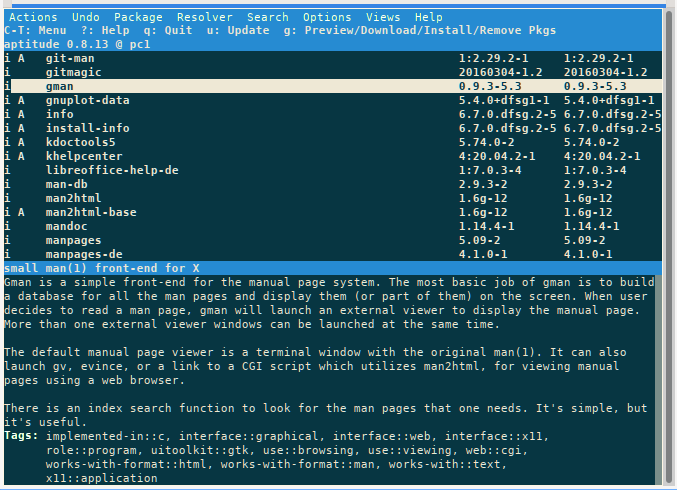 Actions  Undo  Package  Resolver  Search  Options  Views  Help
C-T: Menu  ?: Help  q: Quit  u: Update  g: Preview/Download/Install/Remove Pkgs
aptitude 0.8.13 @ pc1
i A   git-man   1:2.29.2-1   1:2.29.2-1
i     gitmagic   20160304-1.2   20160304-1.2
i     gman   0.9.3-5.3   0.9.3-5.3
i A   gnuplot-data   5.4.0+dfsg1-1   5.4.0+dfsg1-1
i A   info   6.7.0.dfsg.2-5   6.7.0.dfsg.2-5
i A   install-info   6.7.0.dfsg.2-5   6.7.0.dfsg.2-5
i A   kdoctools5   5.74.0-2   5.74.0-2
i A   khelpcenter   4:20.04.2-1   4:20.04.2-1
i     libreoffice-help-de   1:7.0.3-4   1:7.0.3-4
i     man-db   2.9.3-2   2.9.3-2
i     man2html   1.6g-12   1.6g-12
i A   man2html-base   1.6g-12   1.6g-12
i     mandoc   1.14.4-1   1.14.4-1
i     manpages   5.09-2   5.09-2
i     manpages-de   4.1.0-1   4.1.0-1
small man(1) front-end for X
Gman is a simple front-end for the manual page system. The most basic job of gman is to build
a database for all the man pages and display them (or part of them) on the screen. When user
decides to read a man page, gman will launch an external viewer to display the manual page.
More than one external viewer windows can be launched at the same time.
The default manual page viewer is a terminal window with the original man(1). It can also
launch gv, evince, or a link to a CGI script which utilizes man2html, for viewing manual
pages using a web browser.
There is an index search function to look for the man pages that one needs. It's simple, but
it's useful.
Tags: implemented-in::c, interface::graphical, interface::web, interface::x11,
role::program, uitoolkit::gtk, use::browsing, use::viewing, web::cgi,
works-with-format::html, works-with-format::man, works-with::text,
x11::application